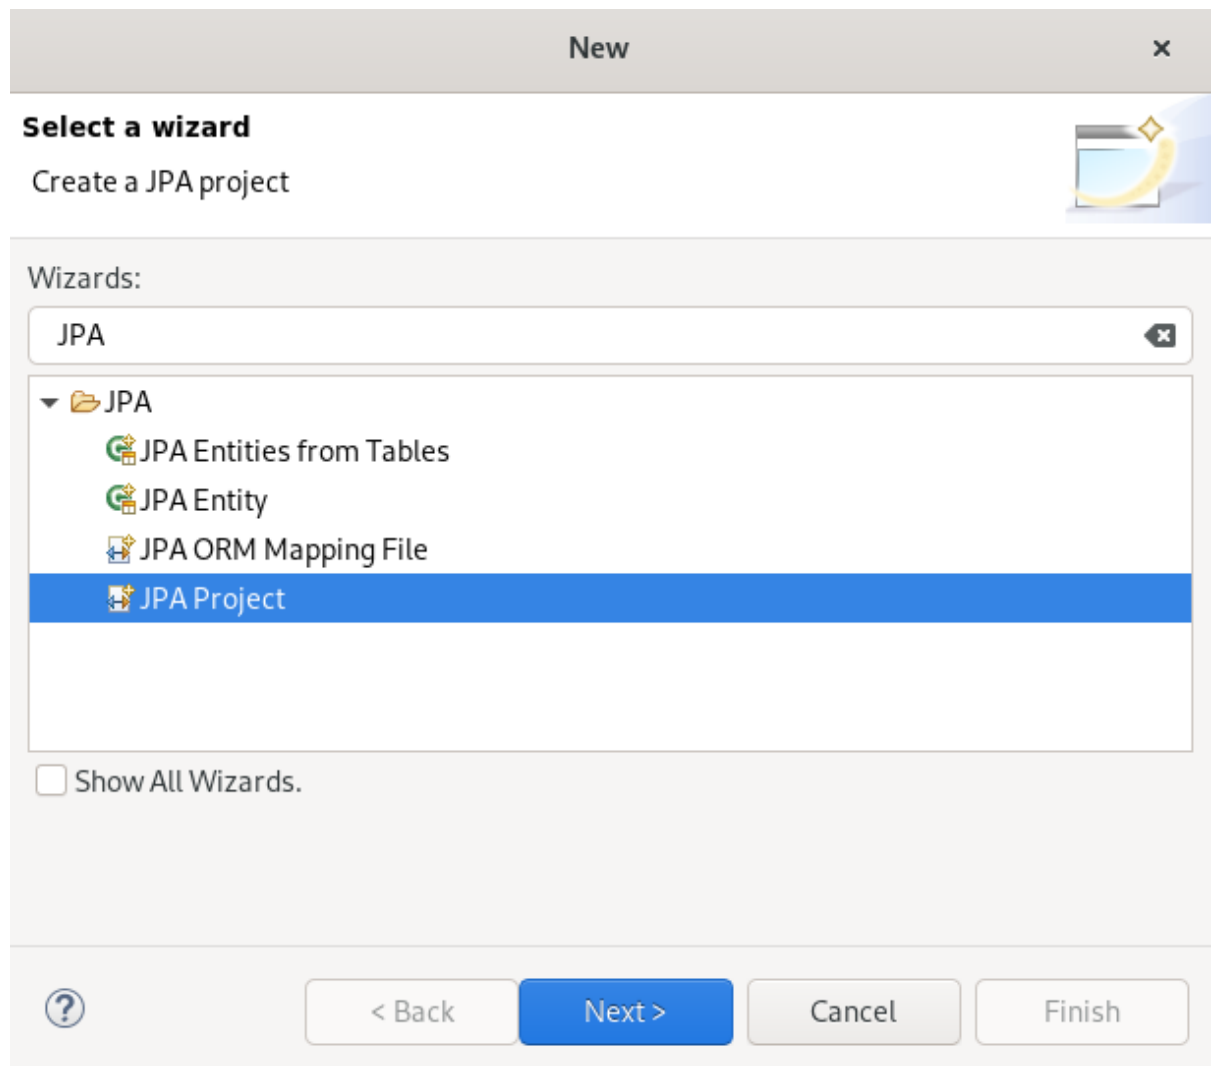 New
Select a wizard
Create a JPA project
Wizards:
JPA
JPA
JPA Entities from Tables
JPA Entity
JPA ORM Mapping File
JPA Project
Show All Wizards.
< Back Next > Cancel Finish